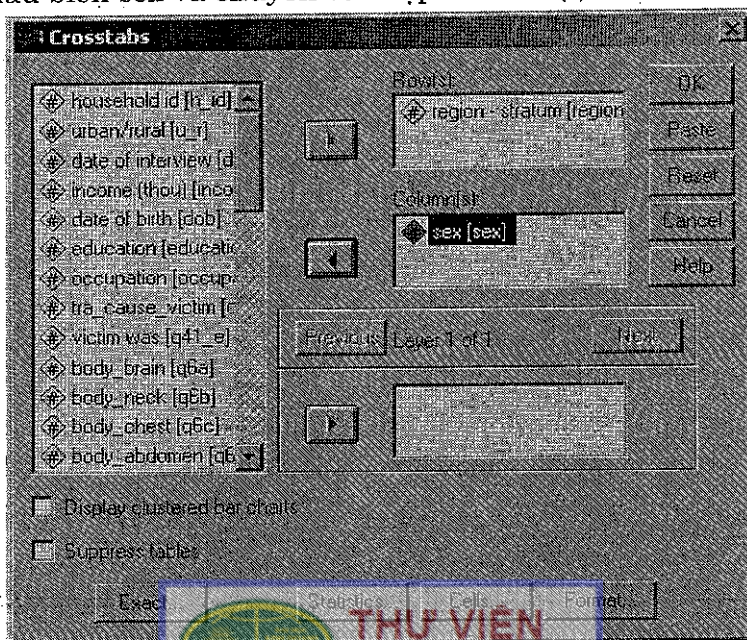 Crosstabs
household id [h_id]
urban/rural [u_r]
date of interview [d
income (thou) [inco
date of birth [dob]
education [educatic
occupation [occup
tra_cause_victim [
victim was [q41_e]
body_brain [q6a]
body_neck [q6b]
body_chest [q6c]
body_abdomen [q6
Row(s):
region - stratum [region
Column(s):
sex [sex]
Previous Layer 1 of 1 Next
OK
Paste
Reset
Cancel
Help
Display clustered bar charts
Suppress tables
Exact... Statistics... Cells... Format...
THƯ VIỆN